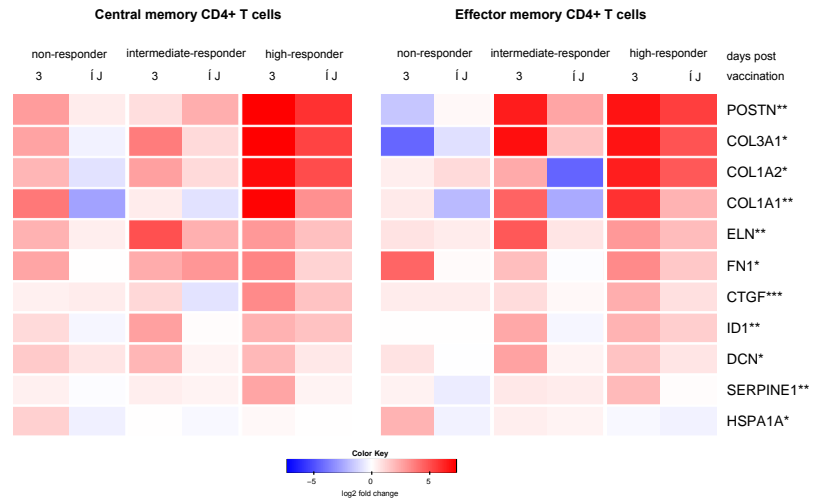 Central memory CD4+ T cells Effector memory CD4+ T cells
non-responder intermediate-responder high-responder non-responder intermediate-responder high-responder days post
3 Í J 3 Í J 3 Í J 3 Í J 3 Í J 3 Í J vaccination
POSTN**
COL3A1*
COL1A2*
COL1A1**
ELN**
FN1*
CTGF***
ID1**
DCN*
SERPINE1**
HSPA1A*
Color Key
−5 0 5
log2 fold change